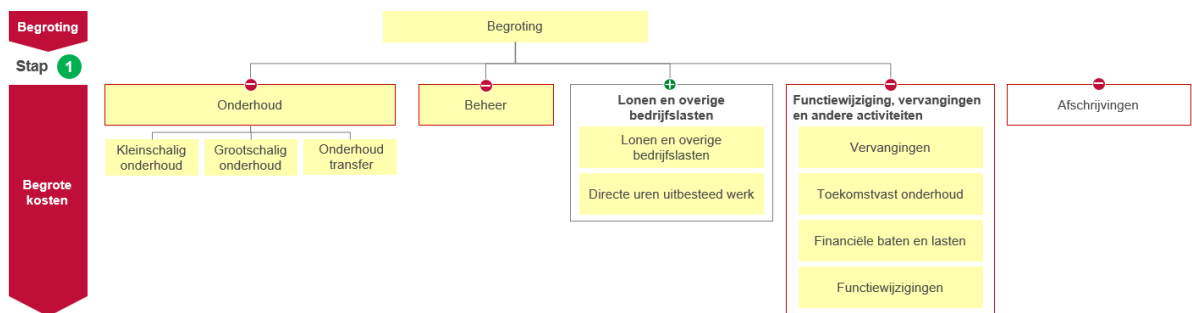 Begroting
Begroting
Stap 1
Onderhoud
Beheer
Lonen en overige
bedrijfslasten
Functiewijziging, vervangingen
en andere activiteiten
Afschrijvingen
Kleinschalig
onderhoud
Grootschalig
onderhoud
Onderhoud
transfer
Lonen en overige
bedrijfslasten
Vervangingen
Begrote
kosten
Directe uren uitbesteed werk
Toekomstvast onderhoud
Financiële baten en lasten
Functiewijzigingen